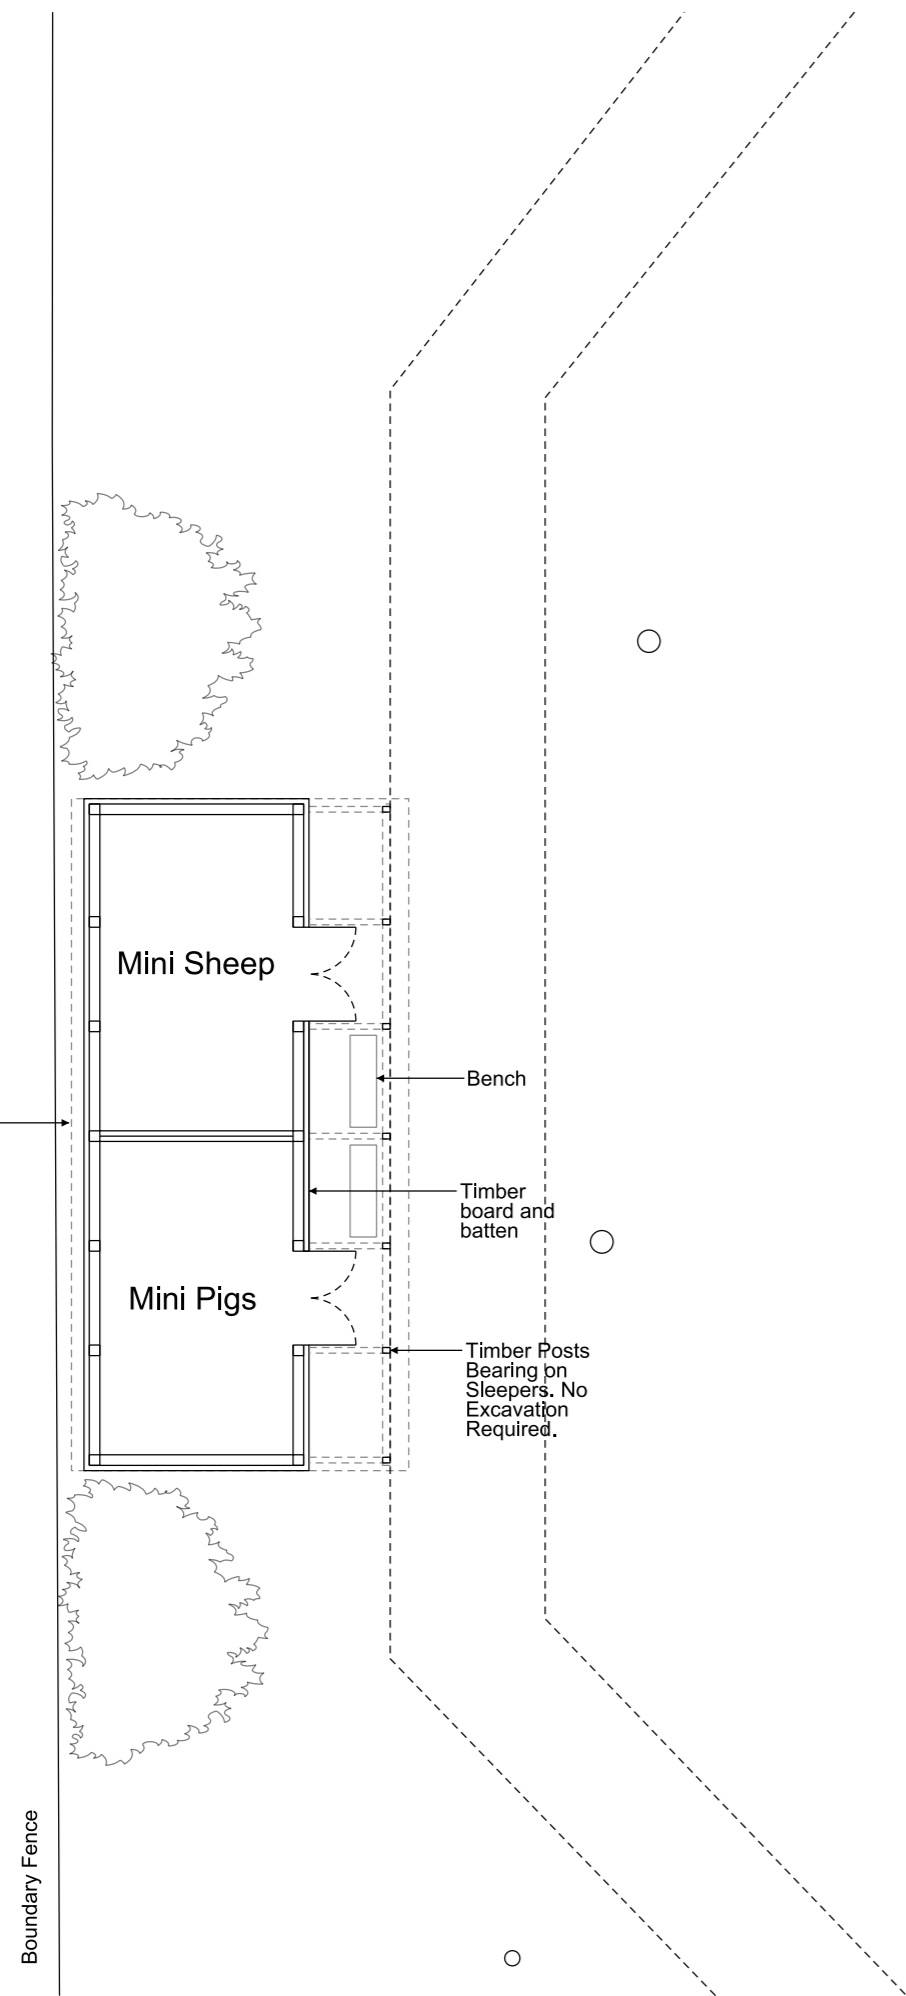 Mini Sheep
Bench
Timber
board and
batten
Mini Pigs
Timber Posts
Bearing on
Sleepers. No
Excavation
Required.
Boundary Fence